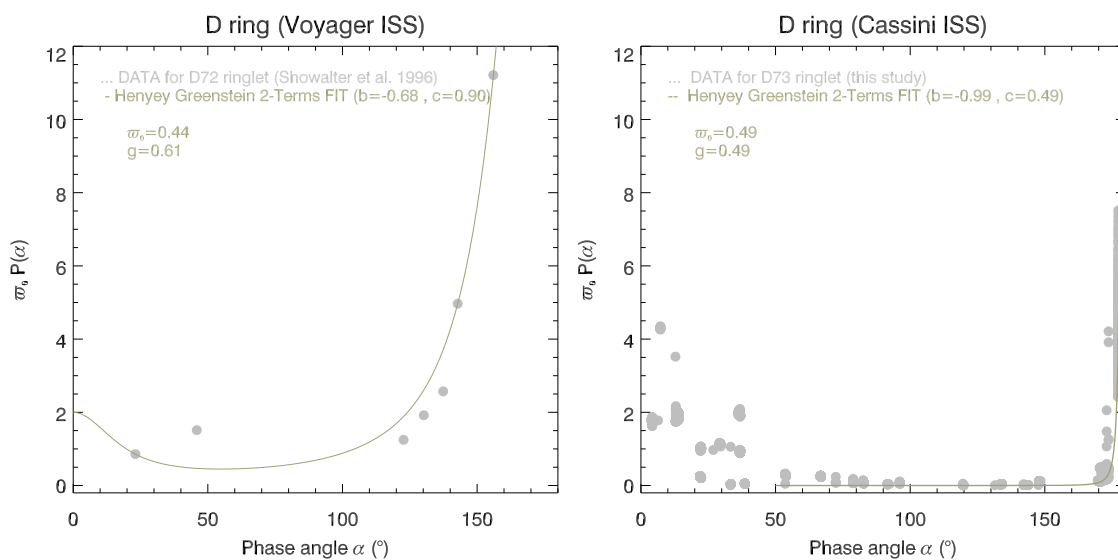 D ring (Voyager ISS)
12
10
8
6
4
2
0
ϖ₀ P(α)
... DATA for D72 ringlet (Showalter et al. 1996)
- Henyey Greenstein 2-Terms FIT (b=-0.68 , c=0.90)
ϖ₀=0.44
g=0.61
0 50 100 150
Phase angle α (°)
D ring (Cassini ISS)
12
10
8
6
4
2
0
ϖ₀ P(α)
... DATA for D73 ringlet (this study)
-- Henyey Greenstein 2-Terms FIT (b=-0.99 , c=0.49)
ϖ₀=0.49
g=0.49
0 50 100 150
Phase angle α (°)